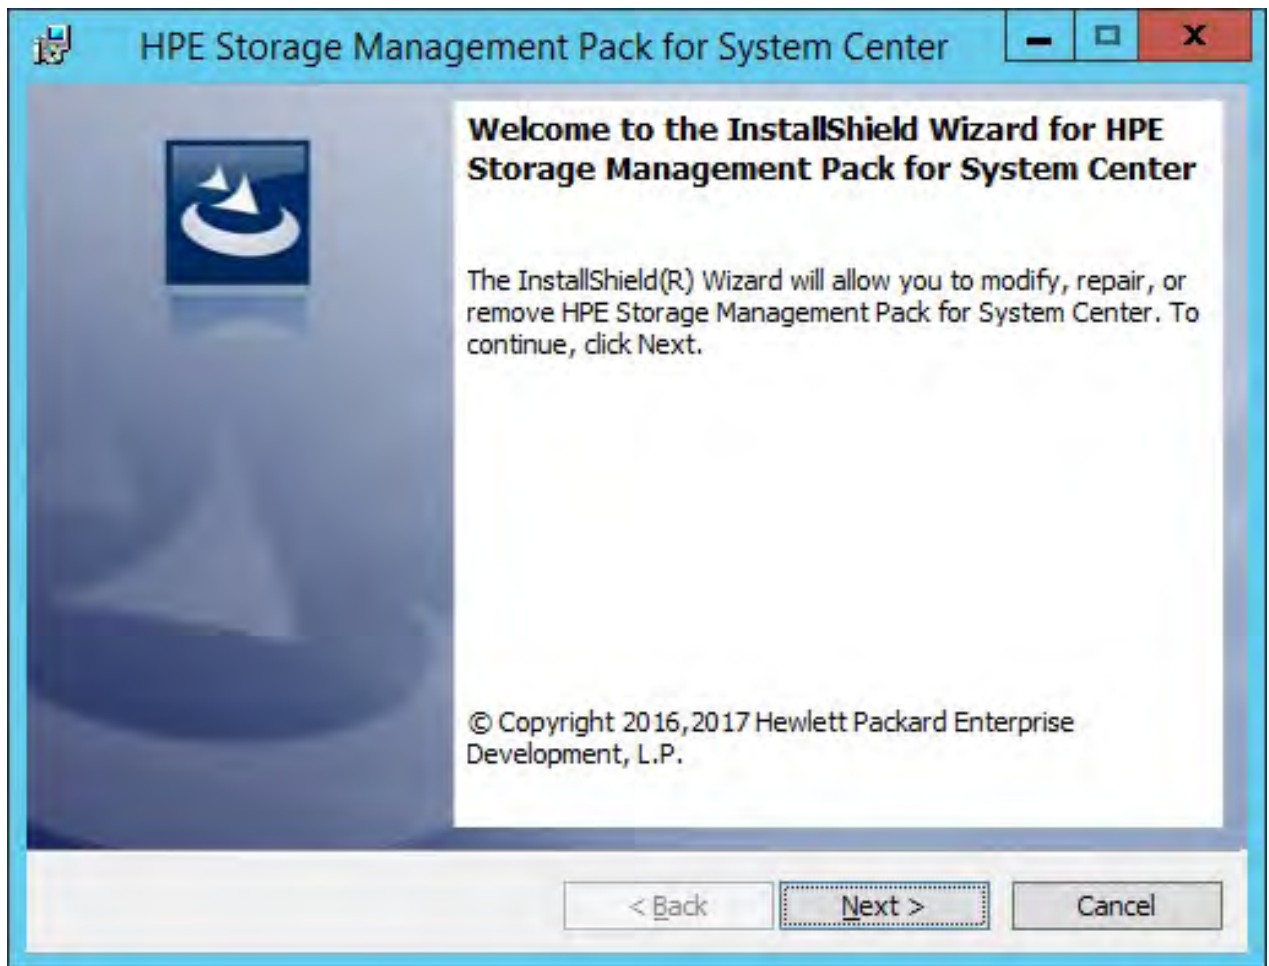 HPE Storage Management Pack for System Center
Welcome to the InstallShield Wizard for HPE
Storage Management Pack for System Center
The InstallShield(R) Wizard will allow you to modify, repair, or
remove HPE Storage Management Pack for System Center. To
continue, click Next.
© Copyright 2016,2017 Hewlett Packard Enterprise
Development, L.P.
< Back
Next >
Cancel